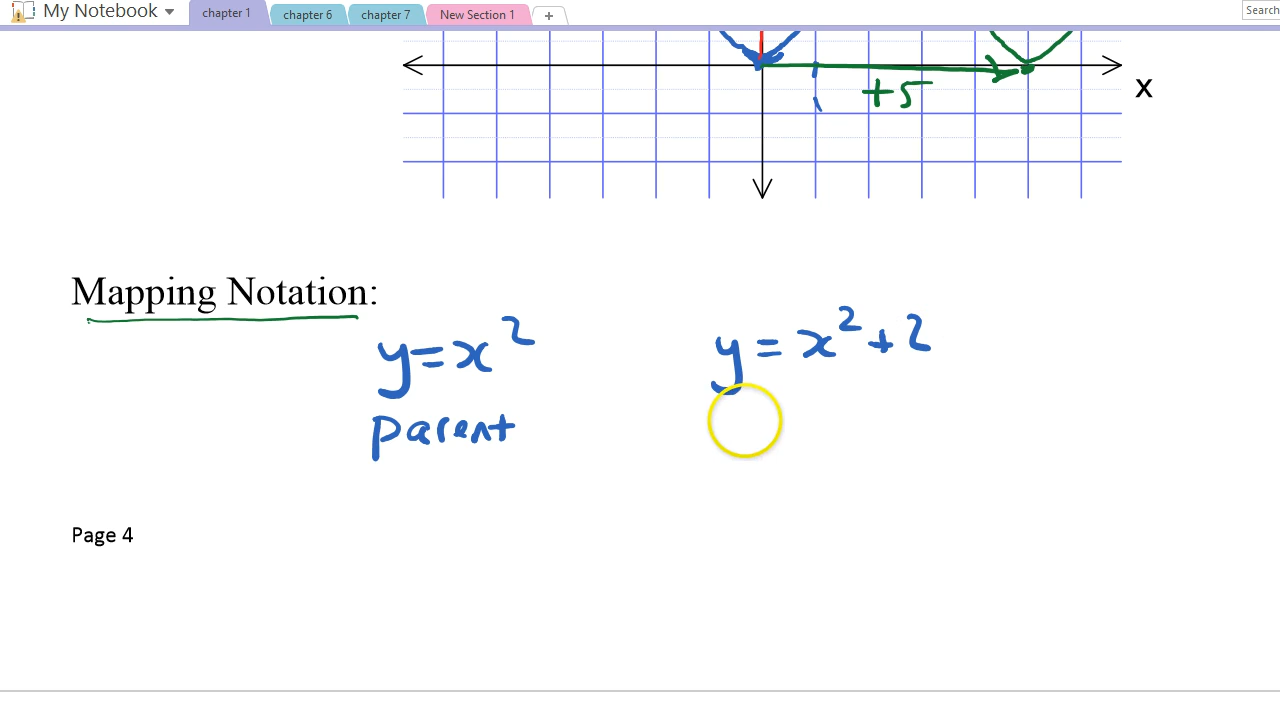 My Notebook chapter 1 chapter 6 chapter 7 New Section 1 + Search
+5
x
Mapping Notation:
y=x² y=x²+2
parent
Page 4